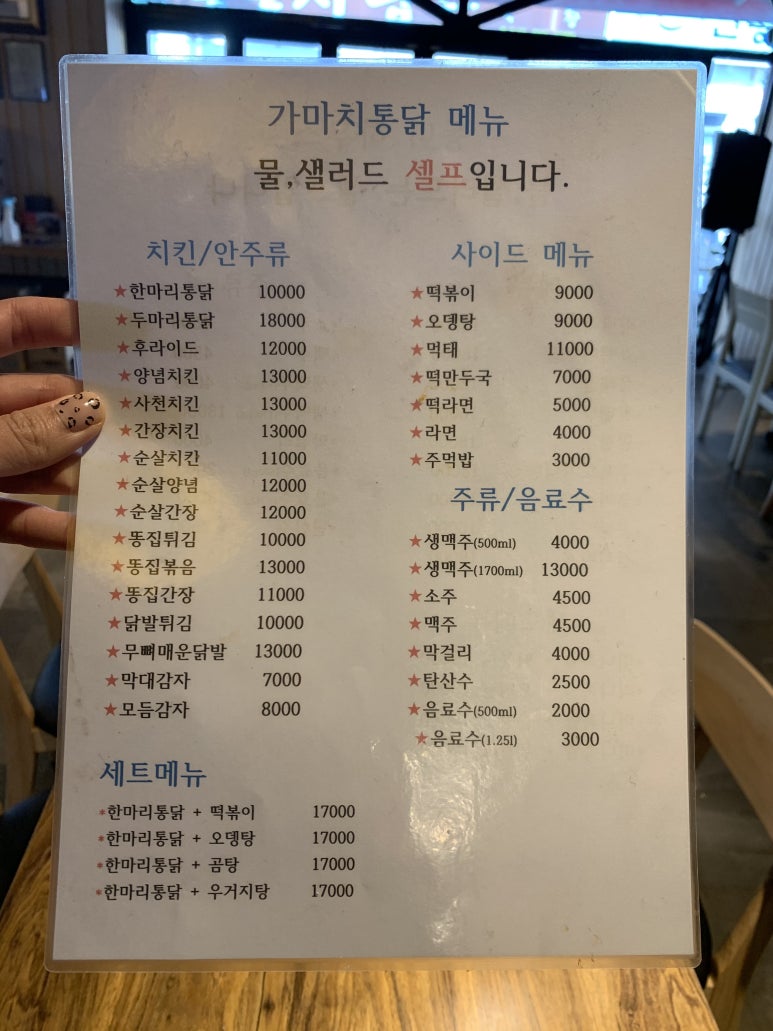 가마치통닭 메뉴
물,샐러드 셀프입니다.
치킨/안주류
★한마리통닭 10000
★두마리통닭 18000
★후라이드 12000
★양념치킨 13000
★사천치킨 13000
★간장치킨 13000
★순살치칸 11000
★순살양념 12000
★순살간장 12000
★똥집튀김 10000
★똥집볶음 13000
★똥집간장 11000
★닭발튀김 10000
★무뼈매운닭발 13000
★막대감자 7000
★모듬감자 8000
세트메뉴
*한마리통닭 + 떡볶이 17000
*한마리통닭 + 오뎅탕 17000
*한마리통닭 + 곰탕 17000
*한마리통닭 + 우거지탕 17000
사이드 메뉴
★떡볶이 9000
★오뎅탕 9000
★먹태 11000
★떡만두국 7000
★떡라면 5000
★라면 4000
★주먹밥 3000
주류/음료수
★생맥주(500ml) 4000
★생맥주(1700ml) 13000
★소주 4500
★맥주 4500
★막걸리 4000
★탄산수 2500
★음료수(500ml) 2000
★음료수(1.25l) 3000